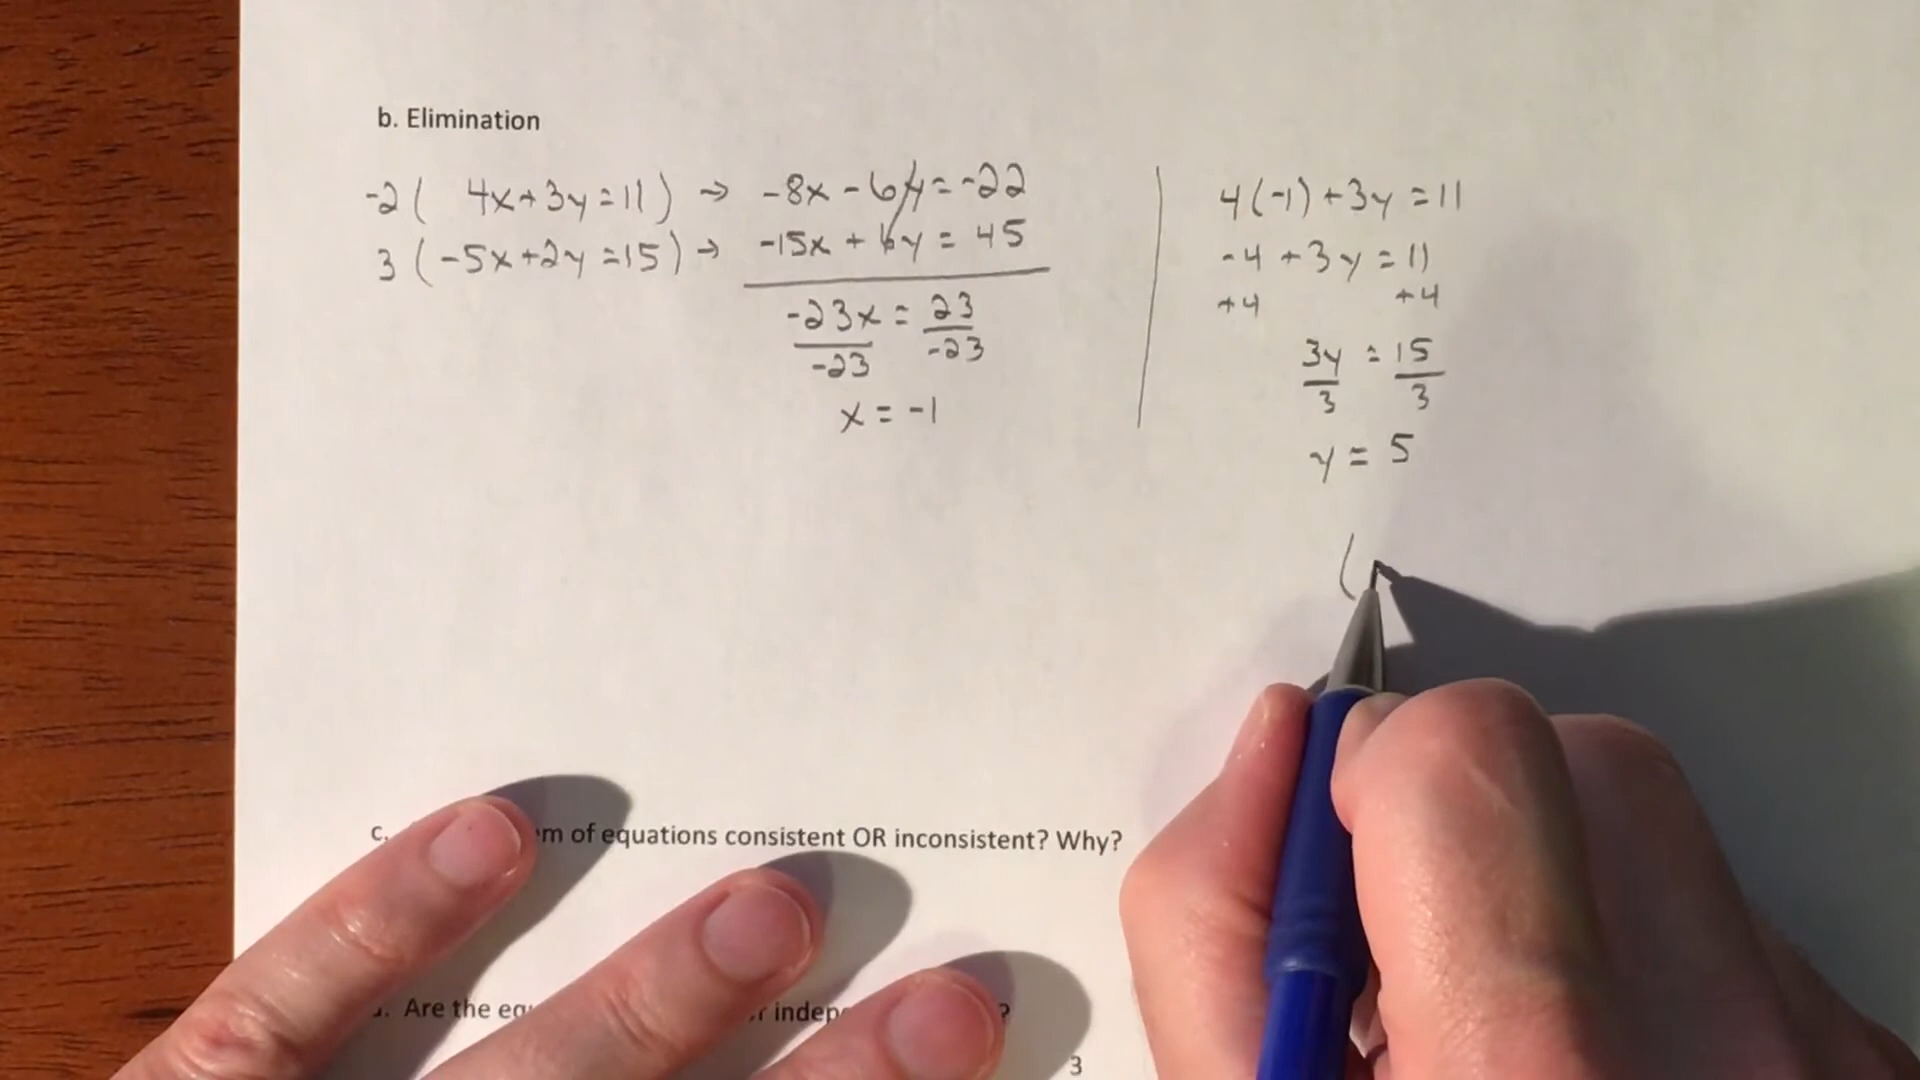 b. Elimination
-2( 4x+3y=11) → -8x - 6y = -22
3(-5x+2y=15) → -15x + 6y = 45
-23x = 23
-23 -23
x = -1
4(-1) + 3y = 11
-4 + 3y = 11
+4 +4
3y = 15
3 3
y = 5
(
c. of equations consistent OR inconsistent? Why?
Are the
3